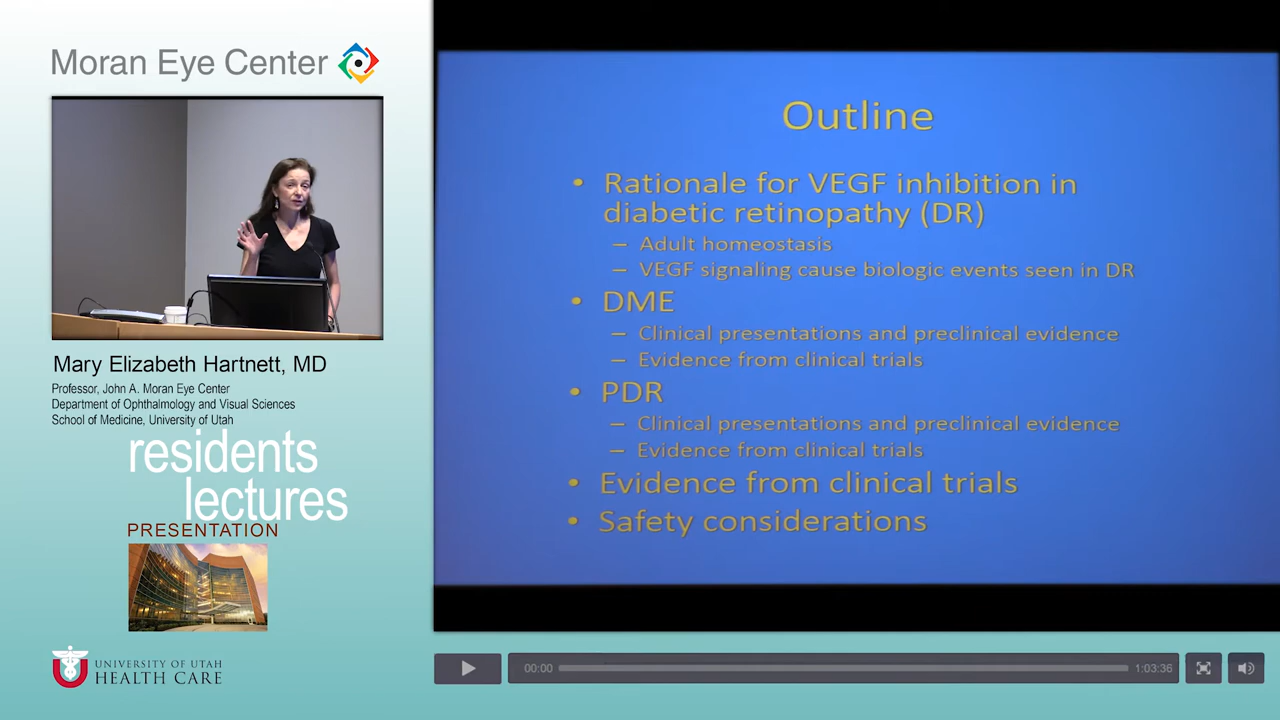 Moran Eye Center
Mary Elizabeth Hartnett, MD
Professor, John A. Moran Eye Center
Department of Ophthalmology and Visual Sciences
School of Medicine, University of Utah
residents
lectures
PRESENTATION
UNIVERSITY OF UTAH
HEALTH CARE
Outline
• Rationale for VEGF inhibition in
diabetic retinopathy (DR)
– Adult homeostasis
– VEGF signaling cause biologic events seen in DR
• DME
– Clinical presentations and preclinical evidence
– Evidence from clinical trials
• PDR
– Clinical presentations and preclinical evidence
– Evidence from clinical trials
• Evidence from clinical trials
• Safety considerations
00:00
1:03:36